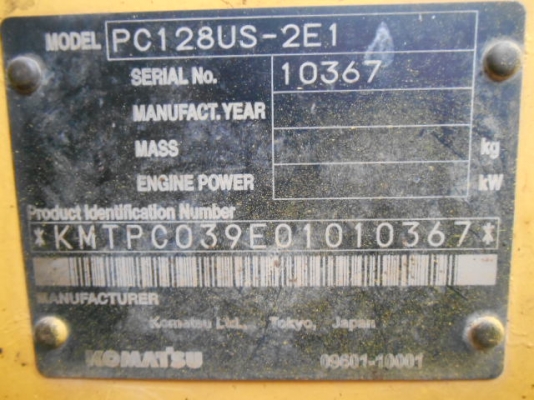 MODEL PC128US-2E1
SERIAL No. 10367
MANUFACT. YEAR
MASS kg
ENGINE POWER kW
Product Identification Number
*KMTPC039E01010367*
MANUFACTURER
Komatsu Ltd., Tokyo, Japan
KOMATSU 09601-10001